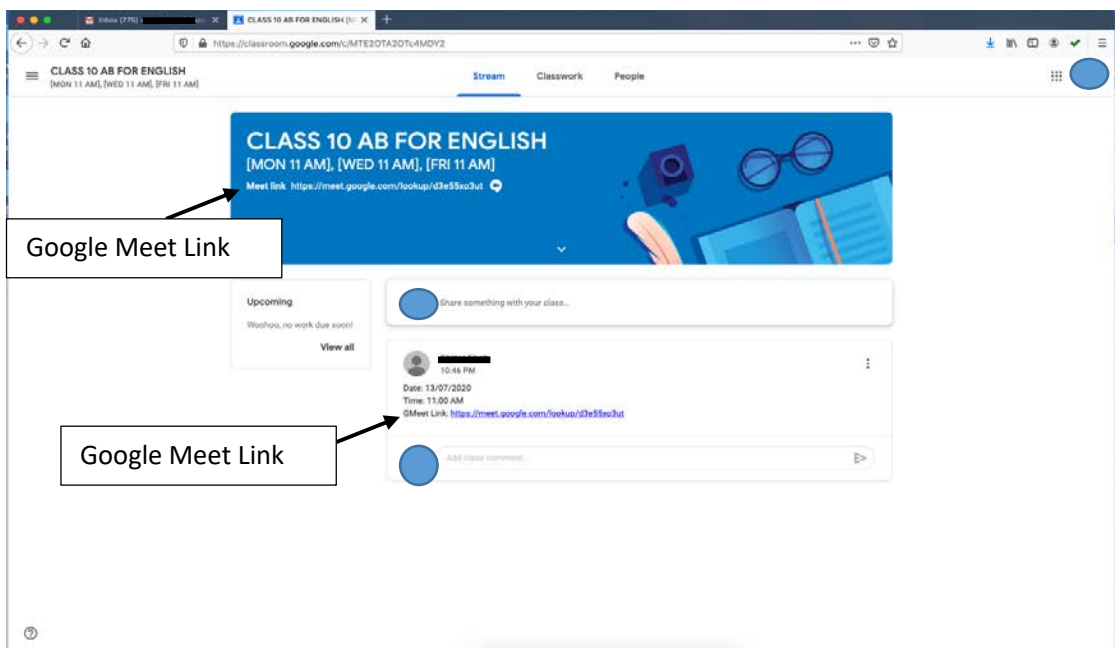 Inbox (775)
CLASS 10 AB FOR ENGLISH [M
https://classroom.google.com/c/MTE2OTA2OTc4MDY2
CLASS 10 AB FOR ENGLISH
[MON 11 AM], [WED 11 AM], [FRI 11 AM]
Stream Classwork People
CLASS 10 AB FOR ENGLISH
[MON 11 AM], [WED 11 AM], [FRI 11 AM]
Meet link https://meet.google.com/lookup/d3e55xo3ut
Google Meet Link
Upcoming
Woohoo, no work due soon!
View all
Share something with your class...
10:46 PM
Date: 13/07/2020
Time: 11.00 AM
GMeet Link: https://meet.google.com/lookup/d3e55xo3ut
Google Meet Link
Add class comment...